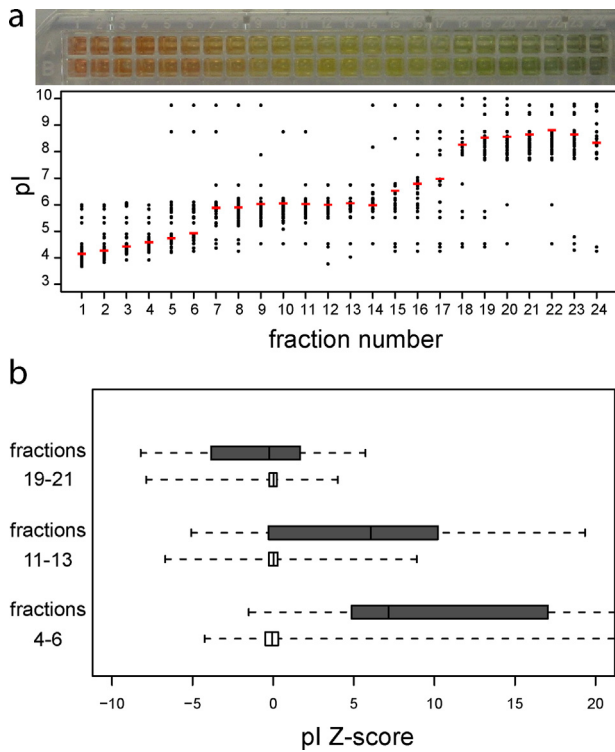 a
10
9
8
7
6
5
4
3
pI
1 2 3 4 5 6 7 8 9 10 11 12 13 14 15 16 17 18 19 20 21 22 23 24
fraction number
b
fractions
19-21
fractions
11-13
fractions
4-6
−10 −5 0 5 10 15 20
pI Z-score